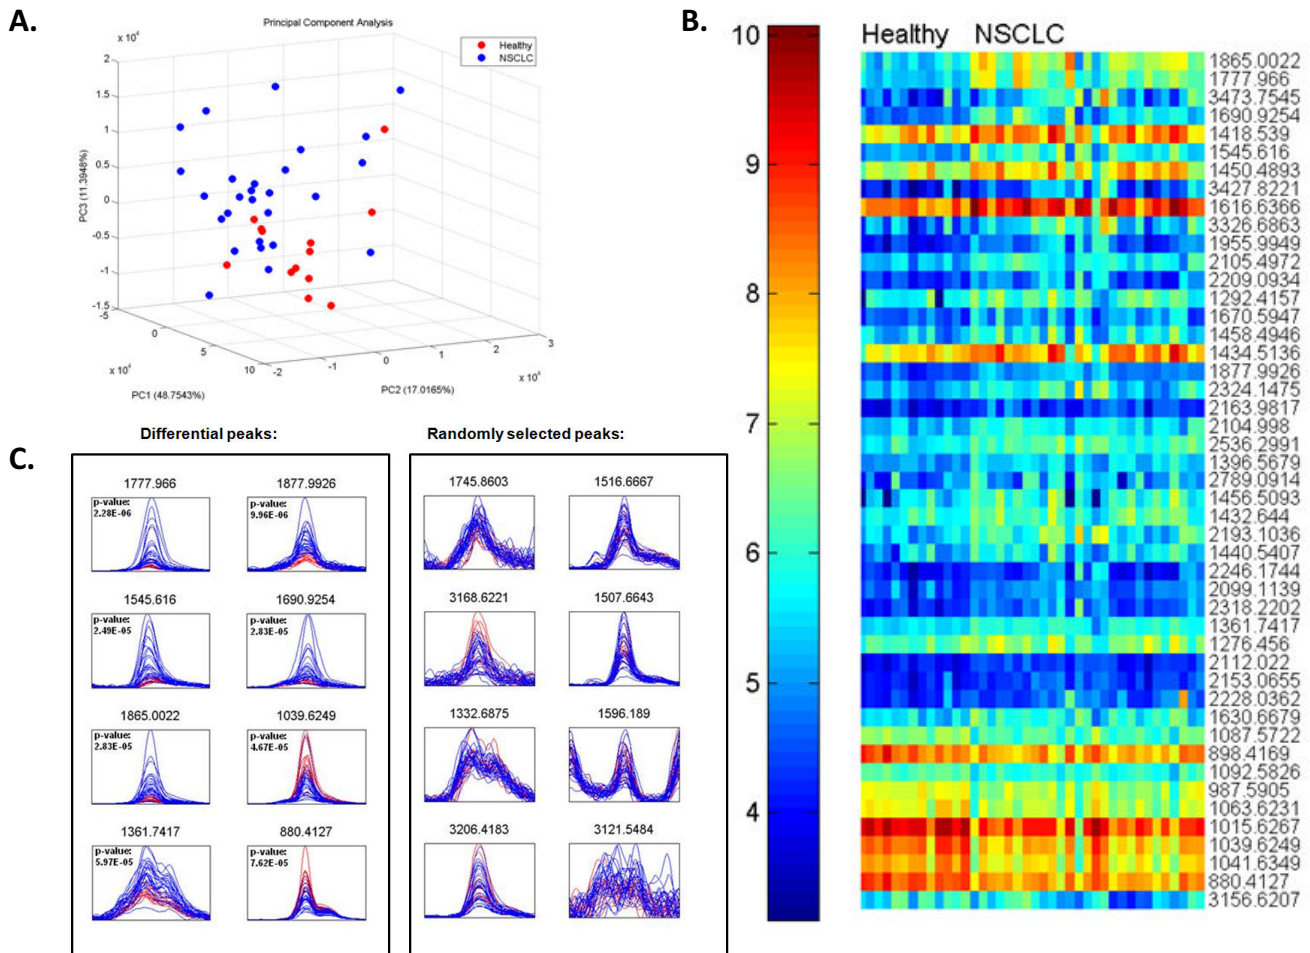 A.
Principal Component Analysis
x 10⁴
Healthy
NSCLC
2
1.5
1
0.5
0
-0.5
-1
-1.5
PC3 (11.3948%)
-5
0
5
10
x 10⁴
PC1 (48.7543%)
-2
-1
0
1
2
3
x 10⁴
PC2 (17.0165%)
B.
10
9
8
7
6
5
4
Healthy NSCLC
1865.0022
1777.966
3473.7545
1690.9254
1418.539
1545.616
1450.4893
3427.8221
1616.6366
3326.6863
1955.9949
2105.4972
2209.0934
1292.4157
1670.5947
1458.4946
1434.5136
1877.9926
2324.1475
2163.9817
2104.998
2536.2991
1396.5679
2789.0914
1456.5093
1432.644
2193.1036
1440.5407
2246.1744
2099.1139
2318.2202
1361.7417
1276.456
2112.022
2153.0655
2228.0362
1630.6679
1087.5722
898.4169
1092.5826
987.5905
1063.6231
1015.6267
1039.6249
1041.6349
880.4127
3156.6207
C.
Differential peaks:
1777.966
p-value:
2.28E-06
1877.9926
p-value:
9.96E-06
1545.616
p-value:
2.49E-05
1690.9254
p-value:
2.83E-05
1865.0022
p-value:
2.83E-05
1039.6249
p-value:
4.67E-05
1361.7417
p-value:
5.97E-05
880.4127
p-value:
7.62E-05
Randomly selected peaks:
1745.8603
1516.6667
3168.6221
1507.6643
1332.6875
1596.189
3206.4183
3121.5484